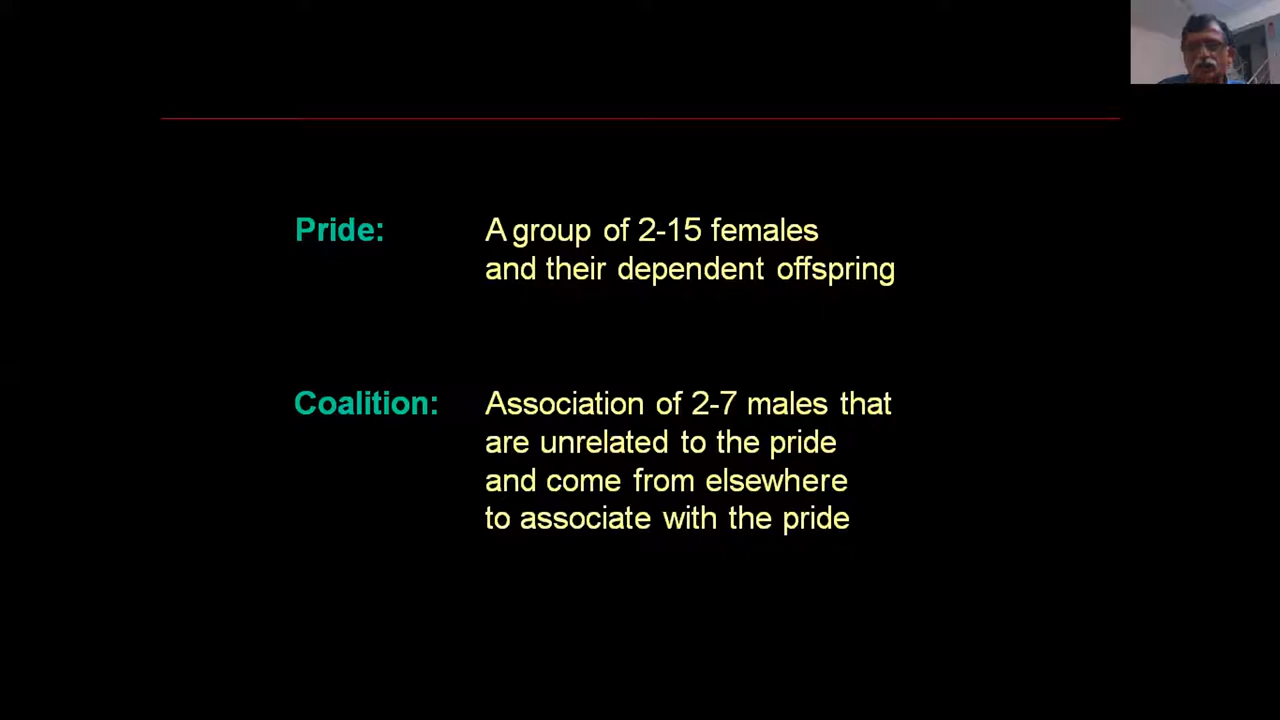 Pride: A group of 2-15 females
and their dependent offspring
Coalition: Association of 2-7 males that
are unrelated to the pride
and come from elsewhere
to associate with the pride